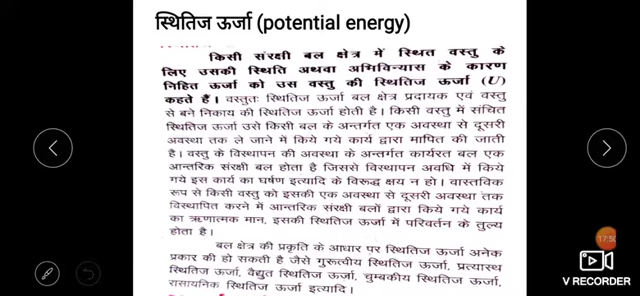 स्थितिज ऊर्जा (potential energy)
किसी संरक्षी बल क्षेत्र में स्थित वस्तु के
लिए उसकी स्थिति अथवा अभिविन्यास के कारण
निहित ऊर्जा को उस वस्तु की स्थितिज ऊर्जा (U)
कहते हैं। वस्तुतः स्थितिज ऊर्जा बल क्षेत्र प्रदायक एवं वस्तु
से बने निकाय की स्थितिज ऊर्जा होती है। किसी वस्तु में संचित
स्थितिज ऊर्जा उसे किसी बल के अन्तर्गत एक अवस्था से दूसरी
अवस्था तक ले जाने में किये गये कार्य द्वारा मापित की जाती
है। वस्तु के विस्थापन की अवस्था के अन्तर्गत कार्यरत बल एक
आन्तरिक संरक्षी बल होता है जिससे विस्थापन अवधि में किये
गये इस कार्य का घर्षण इत्यादि के विरूद्ध क्षय न हो। वास्तविक
रूप से किसी वस्तु को इसकी एक अवस्था से दूसरी अवस्था तक
विस्थापित करने में आन्तरिक संरक्षी बलों द्वारा किये गये कार्य
का ऋणात्मक मान, इसकी स्थितिज ऊर्जा में परिवर्तन के तुल्य
होता है।
बल क्षेत्र की प्रकृति के आधार पर स्थितिज ऊर्जा अनेक
प्रकार की हो सकती है जैसे गुरूत्वीय स्थितिज ऊर्जा, प्रत्यास्थ
स्थितिज ऊर्जा, वैद्युत स्थितिज ऊर्जा, चुम्बकीय स्थितिज ऊर्जा,
रासायनिक स्थितिज ऊर्जा इत्यादि।
17:50
V RECORDER